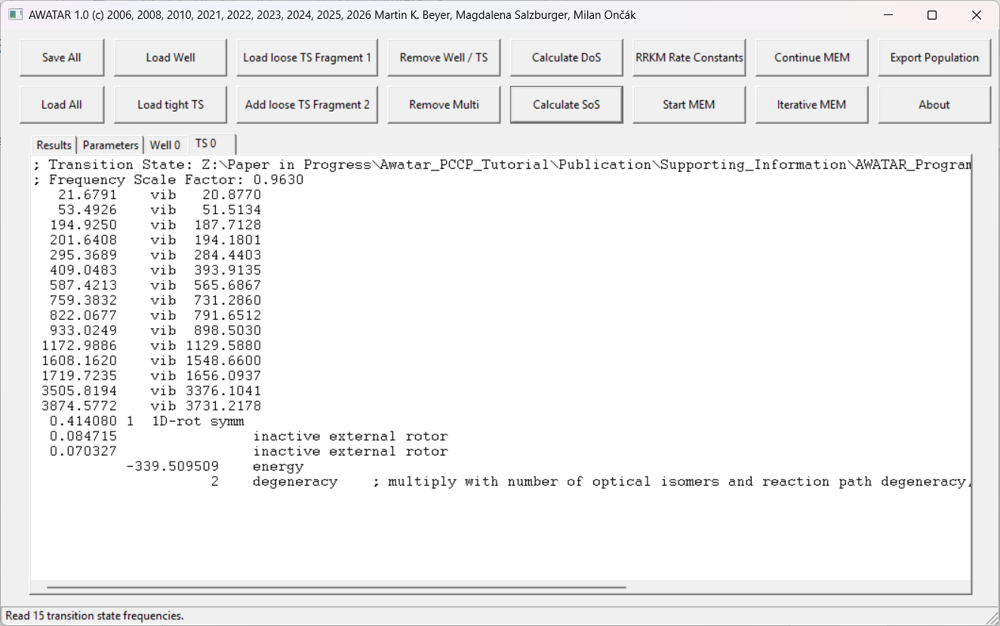 AWATAR 1.0 (c) 2006, 2008, 2010, 2021, 2022, 2023, 2024, 2025, 2026 Martin K. Beyer, Magdalena Salzburger, Milan Ončák
Save All Load Well Load loose TS Fragment 1 Remove Well / TS Calculate DoS RRKM Rate Constants Continue MEM Export Population
Load All Load tight TS Add loose TS Fragment 2 Remove Multi Calculate SoS Start MEM Iterative MEM About
Results Parameters Well 0 TS 0
; Transition State: Z:\Paper in Progress\Awatar_PCCP_Tutorial\Publication\Supporting_Information\AWATAR_Program
; Frequency Scale Factor: 0.9630
21.6791 vib 20.8770
53.4926 vib 51.5134
194.9250 vib 187.7128
201.6408 vib 194.1801
295.3689 vib 284.4403
409.0483 vib 393.9135
587.4213 vib 565.6867
759.3832 vib 731.2860
822.0677 vib 791.6512
933.0249 vib 898.5030
1172.9886 vib 1129.5880
1608.1620 vib 1548.6600
1719.7235 vib 1656.0937
3505.8194 vib 3376.1041
3874.5772 vib 3731.2178
0.414080 1 1D-rot symm
0.084715 inactive external rotor
0.070327 inactive external rotor
-339.509509 energy
2 degeneracy ; multiply with number of optical isomers and reaction path degeneracy,
Read 15 transition state frequencies.